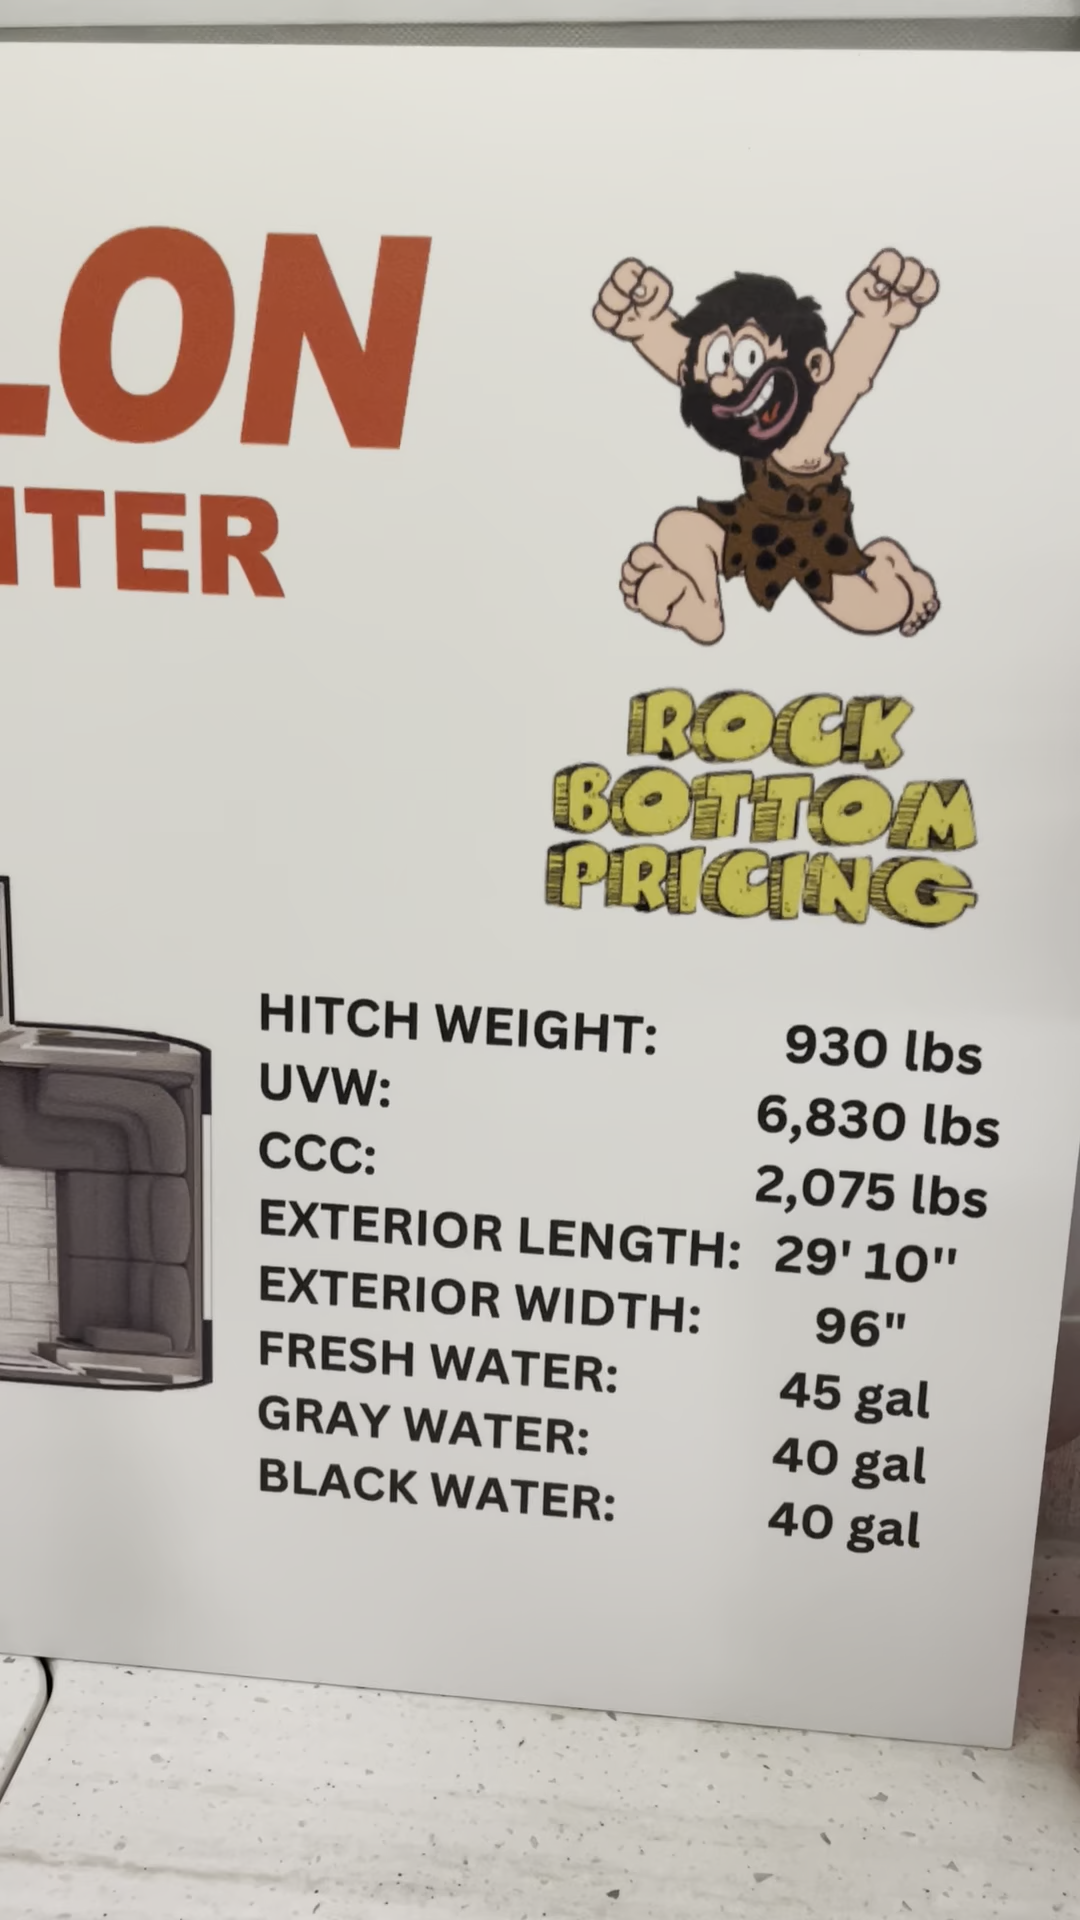 LON
NTER
ROCK
BOTTOM
PRICING
HITCH WEIGHT: 930 lbs
UVW: 6,830 lbs
CCC: 2,075 lbs
EXTERIOR LENGTH: 29' 10''
EXTERIOR WIDTH: 96"
FRESH WATER: 45 gal
GRAY WATER: 40 gal
BLACK WATER: 40 gal